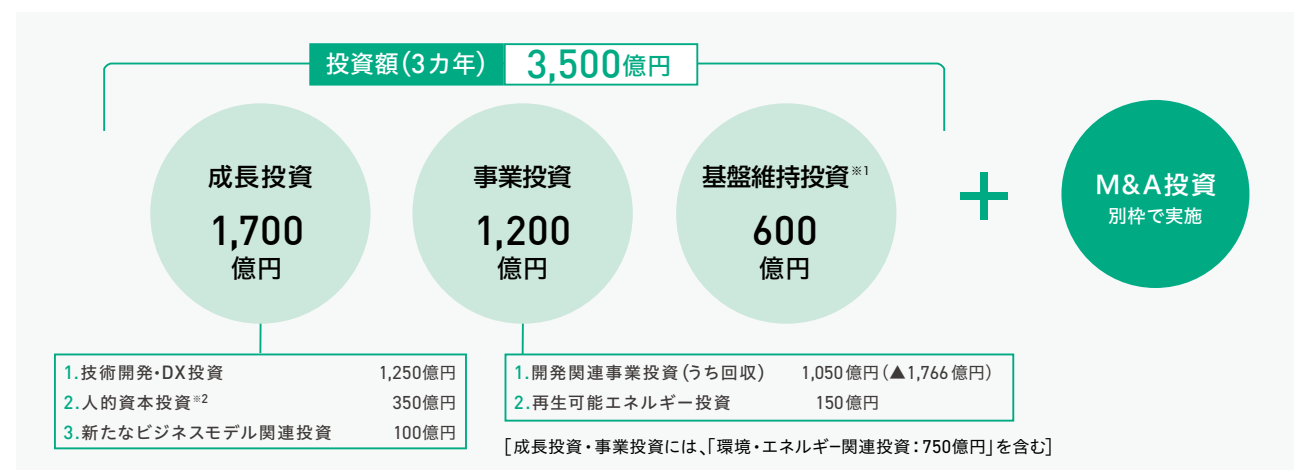 投資額(3カ年) 3,500億円
成長投資
1,700
億円
事業投資
1,200
億円
基盤維持投資※1
600
億円
M&A投資
別枠で実施
1.技術開発・DX投資 1,250億円
2.人的資本投資※2 350億円
3.新たなビジネスモデル関連投資 100億円
1.開発関連事業投資(うち回収) 1,050億円(▲1,766億円)
2.再生可能エネルギー投資 150億円
[成長投資・事業投資には、「環境・エネルギー関連投資:750億円」を含む]